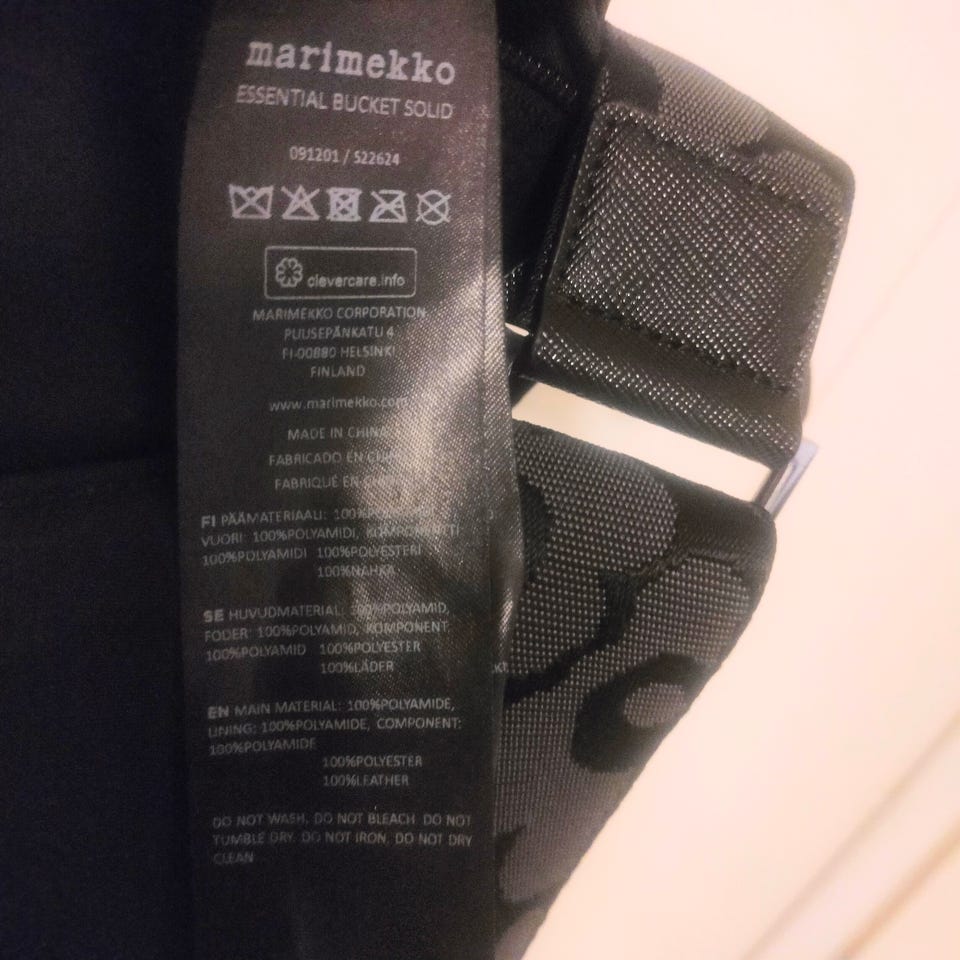 marimekko
ESSENTIAL BUCKET SOLID
091201 / S22624
clevercare.info
MARIMEKKO CORPORATION
PUUSEPÄNKATU 4
FI-00880 HELSINKI
FINLAND
www.marimekko.com
MADE IN CHINA
FABRICADO EN
FABRIQUÉ EN
FI PÄÄMATERIAALI:
VUORI: 100%POLYAMIDI, KOMPONENTTI
100%POLYAMIDI 100%POLYESTERI
100%NAHKA
SE HUVUDMATERIAL: 100%POLYAMID,
FODER: 100%POLYAMID, KOMPONENT
100%POLYAMID 100%POLYESTER
100%LÄDER
EN MAIN MATERIAL: 100%POLYAMIDE,
LINING: 100%POLYAMIDE, COMPONENT:
100%POLYAMIDE
100%POLYESTER
100%LEATHER
DO NOT WASH. DO NOT BLEACH. DO NOT
TUMBLE DRY. DO NOT IRON, DO NOT DRY
CLEAN